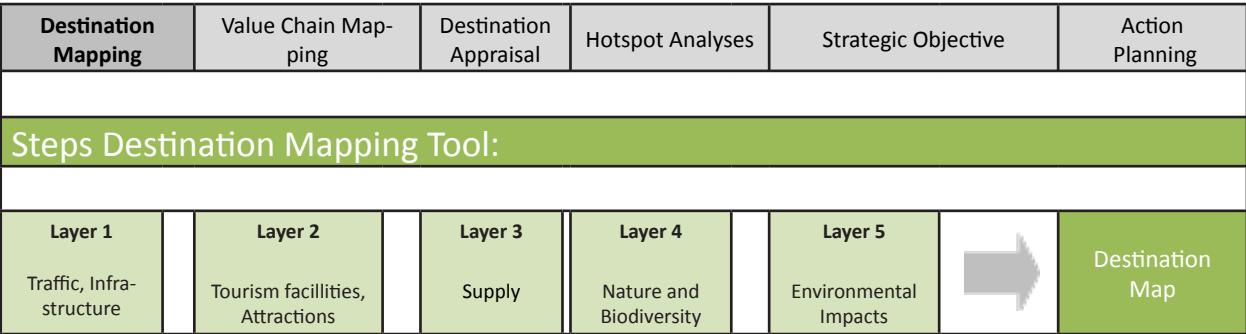 Destination
Mapping
Value Chain Map-
ping
Destination
Appraisal
Hotspot Analyses
Strategic Objective
Action
Planning
Steps Destination Mapping Tool:
Layer 1
Traffic, Infra-
structure
Layer 2
Tourism facillities,
Attractions
Layer 3
Supply
Layer 4
Nature and
Biodiversity
Layer 5
Environmental
Impacts
Destination
Map